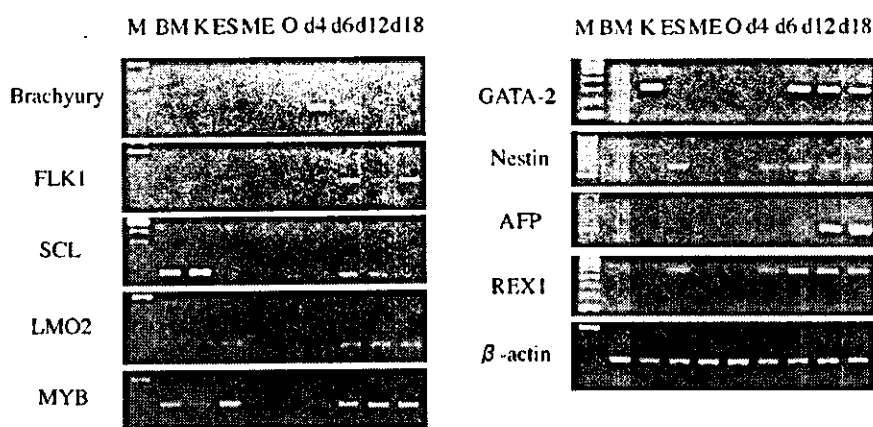 M BM K ES ME O d4 d6 d12 d18
Brachyury
FLK1
SCL
LMO2
MYB
M BM K ES ME O d4 d6 d12 d18
GATA-2
Nestin
AFP
REX1
β-actin